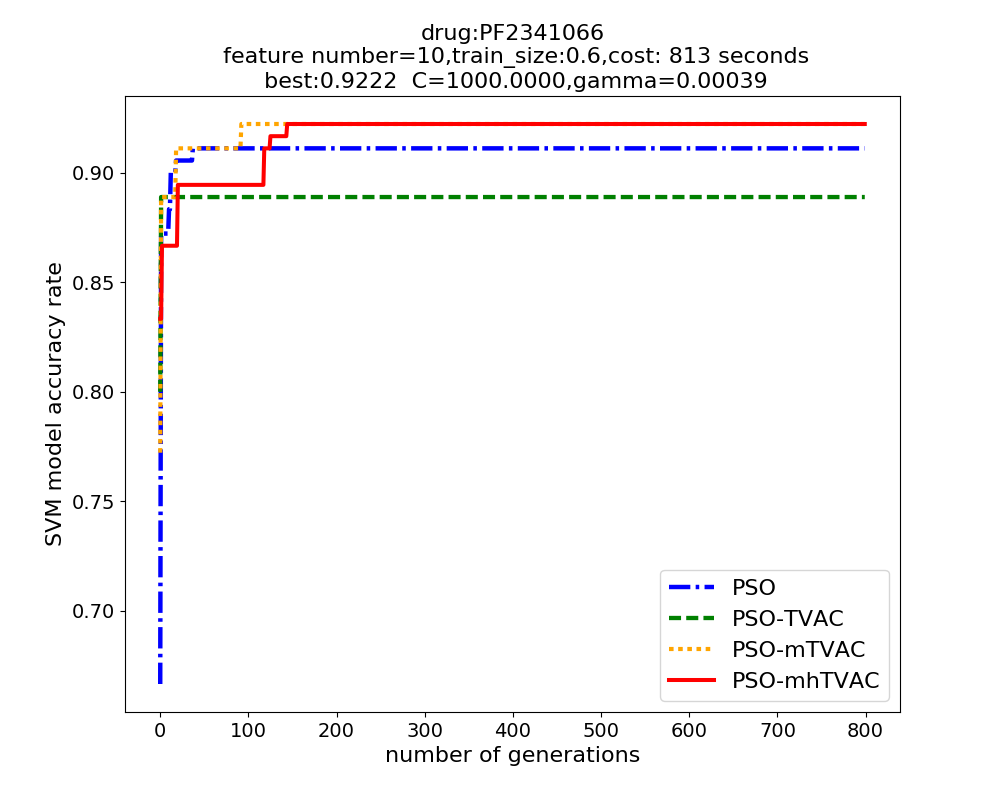 drug:PF2341066
feature number=10,train_size:0.6,cost: 813 seconds
best:0.9222  C=1000.0000,gamma=0.00039
SVM model accuracy rate
0.90
0.85
0.80
0.75
0.70
PSO
PSO-TVAC
PSO-mTVAC
PSO-mhTVAC
0 100 200 300 400 500 600 700 800
number of generations